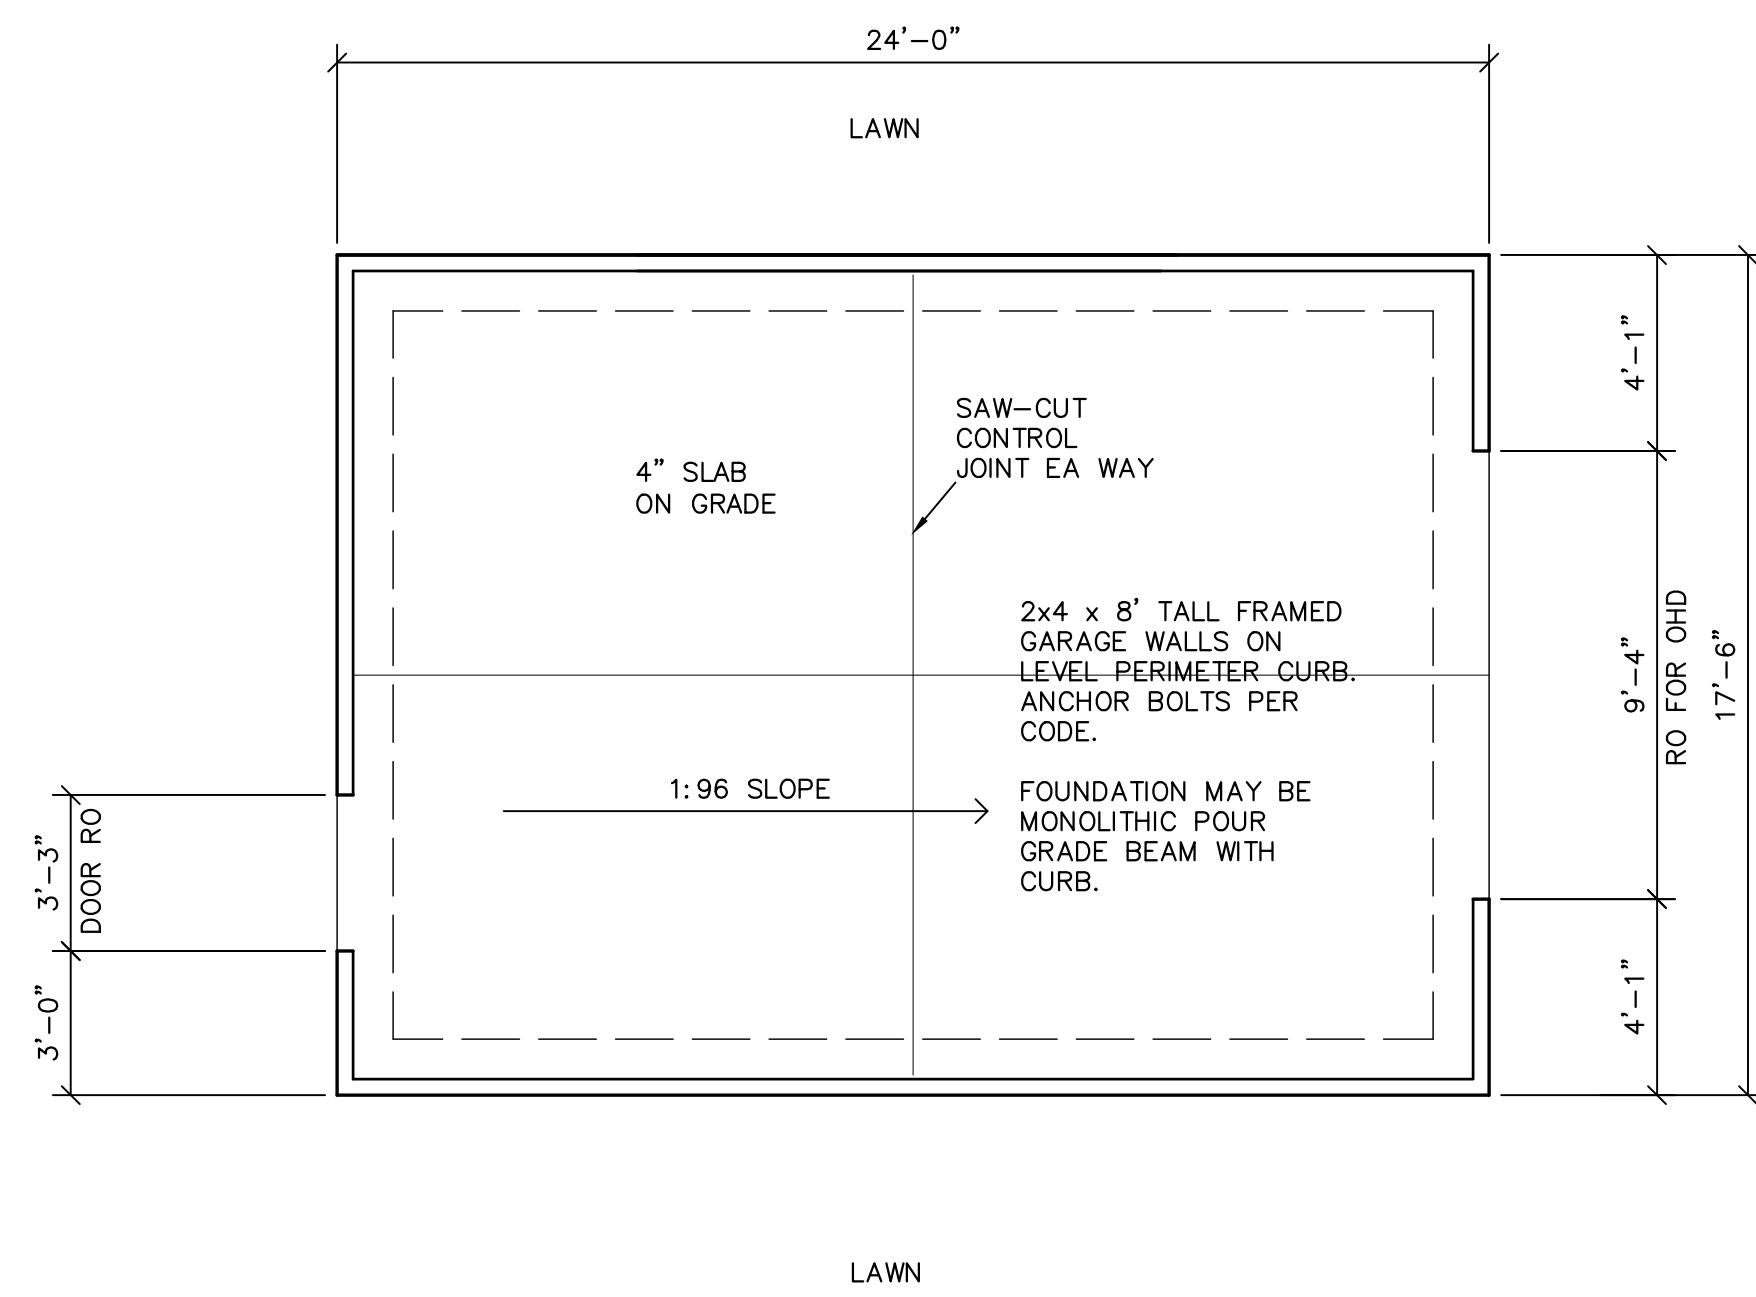 24’–0”
LAWN
4’–1”
SAW–CUT
CONTROL
JOINT EA WAY
4” SLAB
ON GRADE
2x4 x 8’ TALL FRAMED
GARAGE WALLS ON
LEVEL PERIMETER CURB.
ANCHOR BOLTS PER
CODE.
9’–4”
RO FOR OHD
17’–6”
1:96 SLOPE
FOUNDATION MAY BE
MONOLITHIC POUR
GRADE BEAM WITH
CURB.
3’–3”
DOOR RO
3’–0”
4’–1”
LAWN